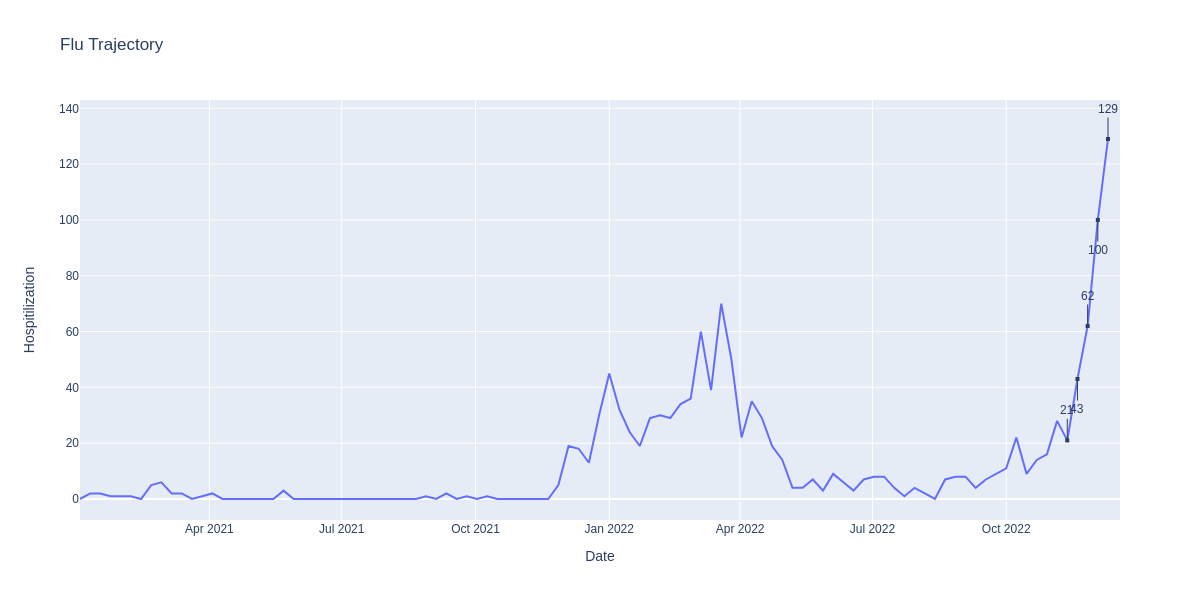 Flu Trajectory
140
120
100
80
60
40
20
0
Hospitilization
129
100
62
21
43
Apr 2021
Jul 2021
Oct 2021
Jan 2022
Apr 2022
Jul 2022
Oct 2022
Date